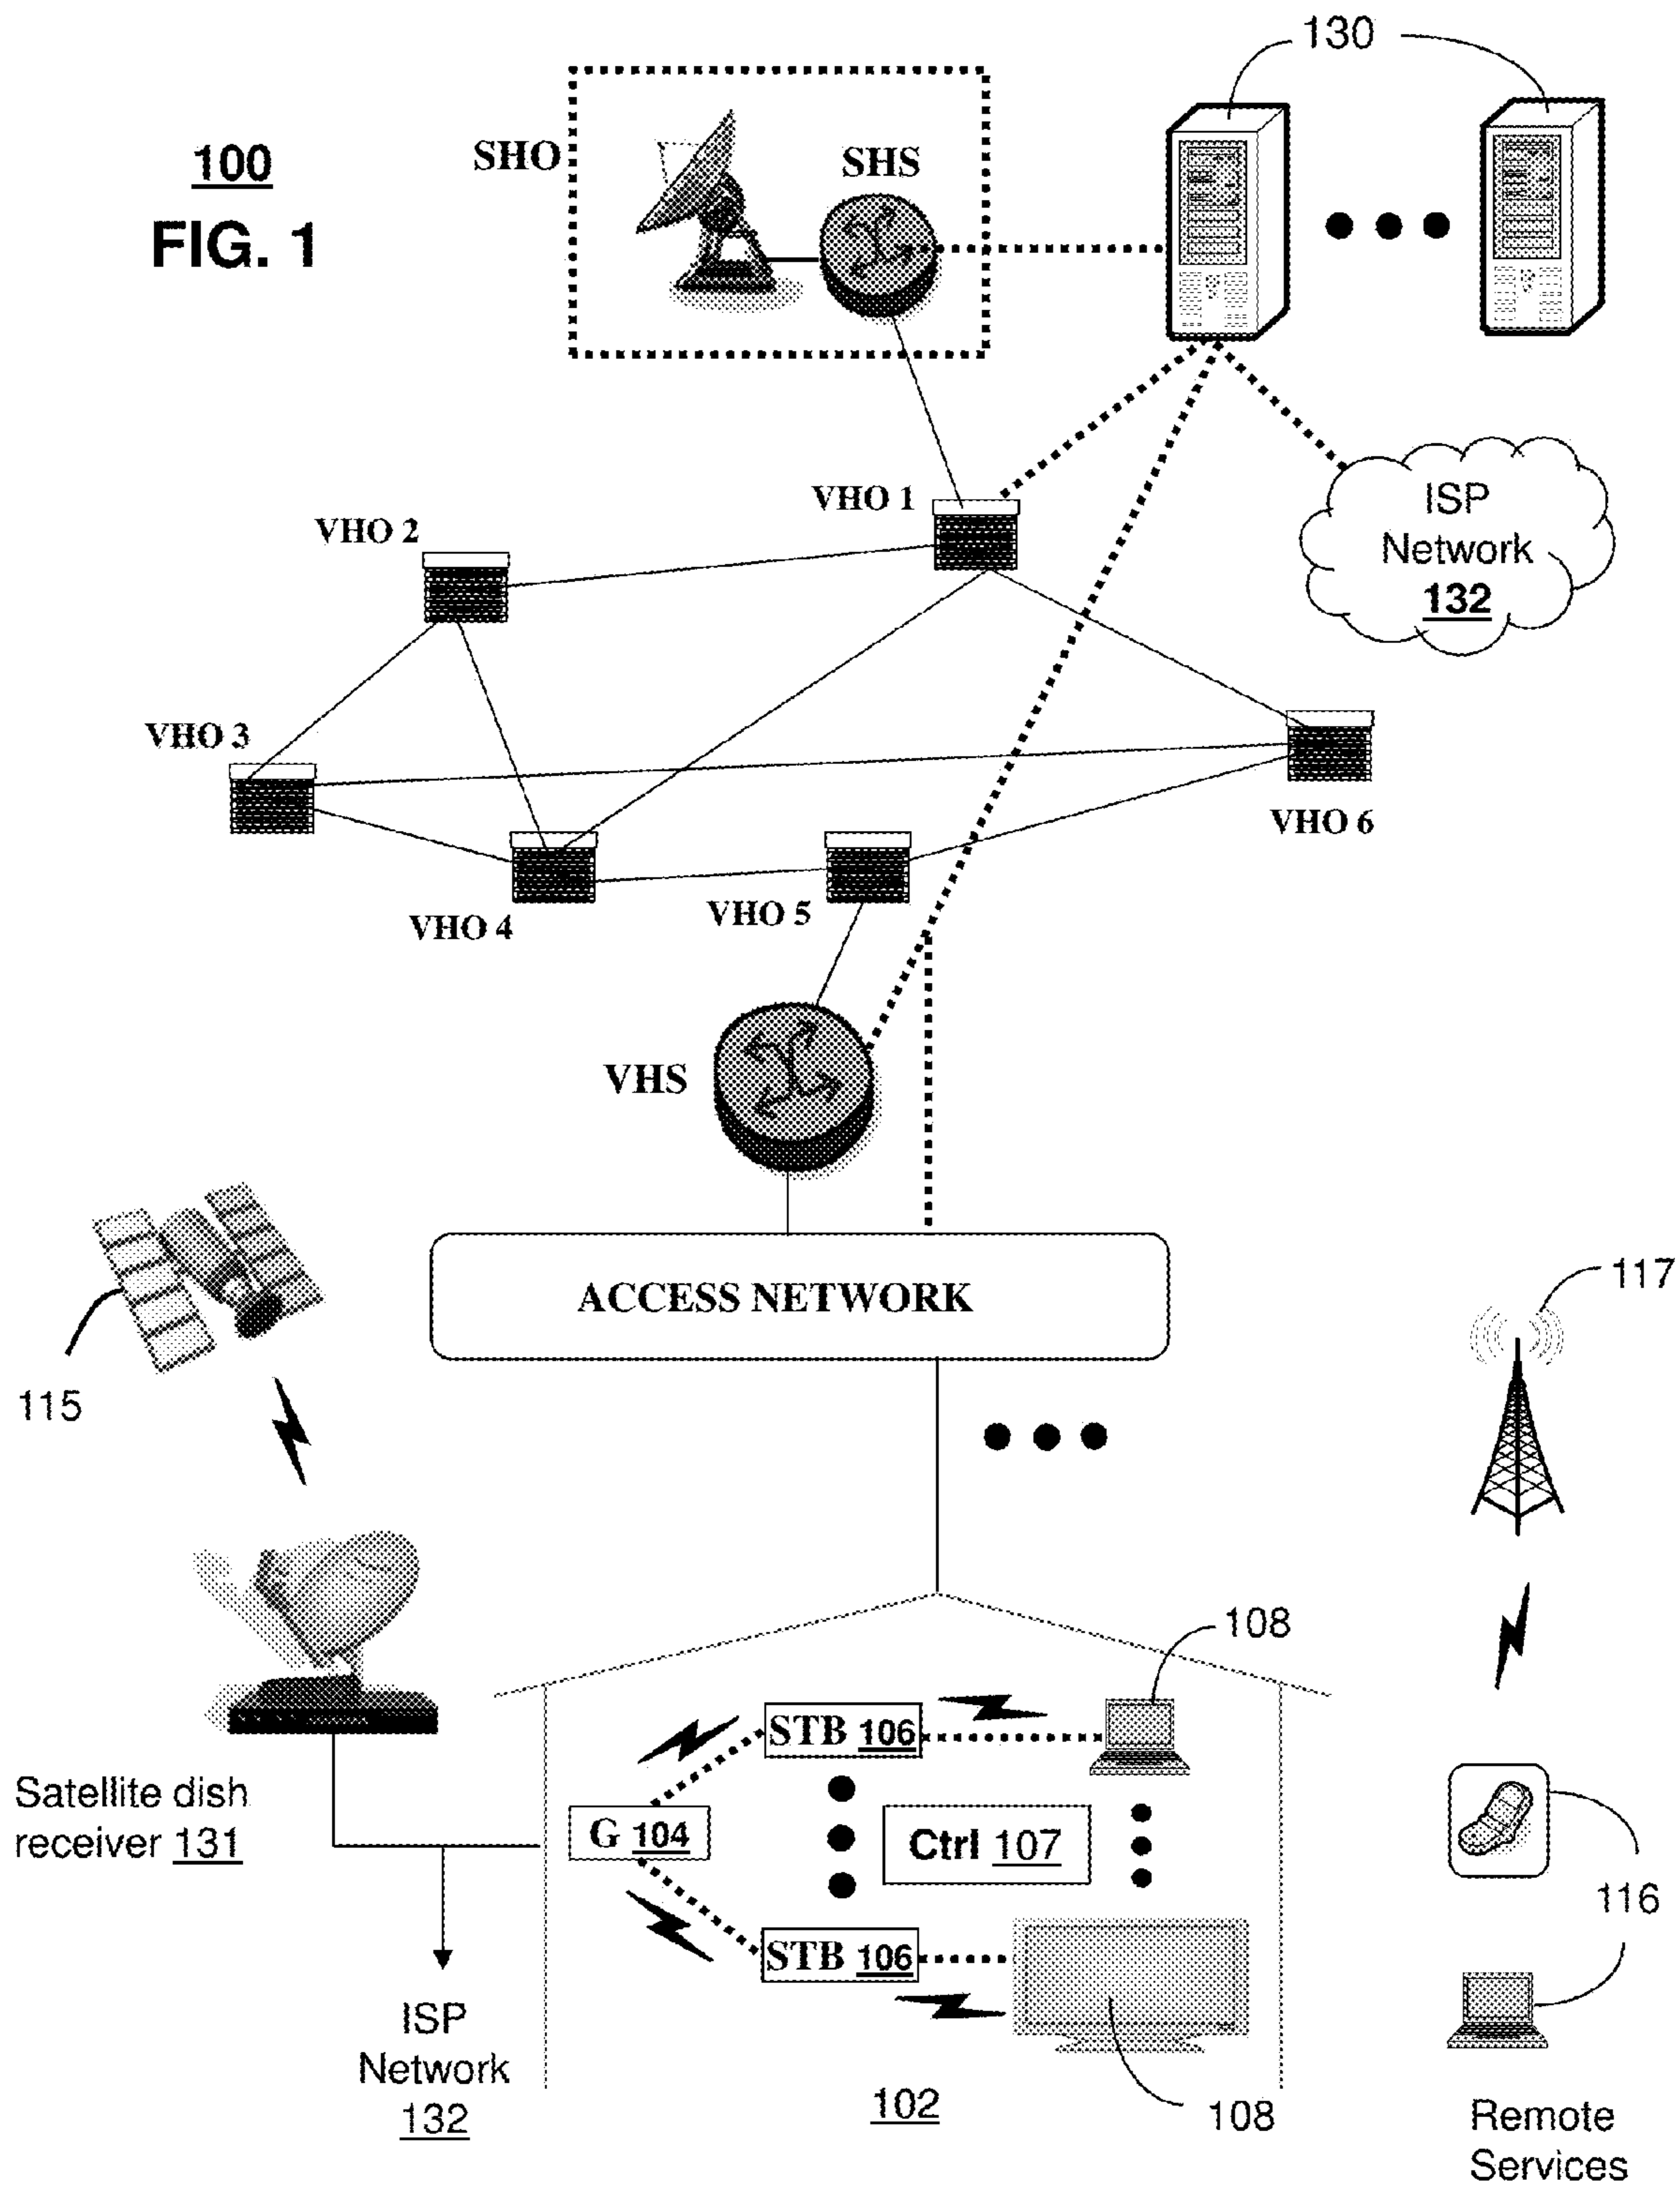 130
100
FIG. 1
SHO
SHS
ISP
Network
132
VHO 1
VHO 2
VHO 3
VHO 6
VHO 4
VHO 5
VHS
ACCESS NETWORK
117
115
108
STB 106
Satellite dish
receiver 131
G 104
Ctrl 107
116
STB 106
ISP
Network
132
102
108
Remote
Services